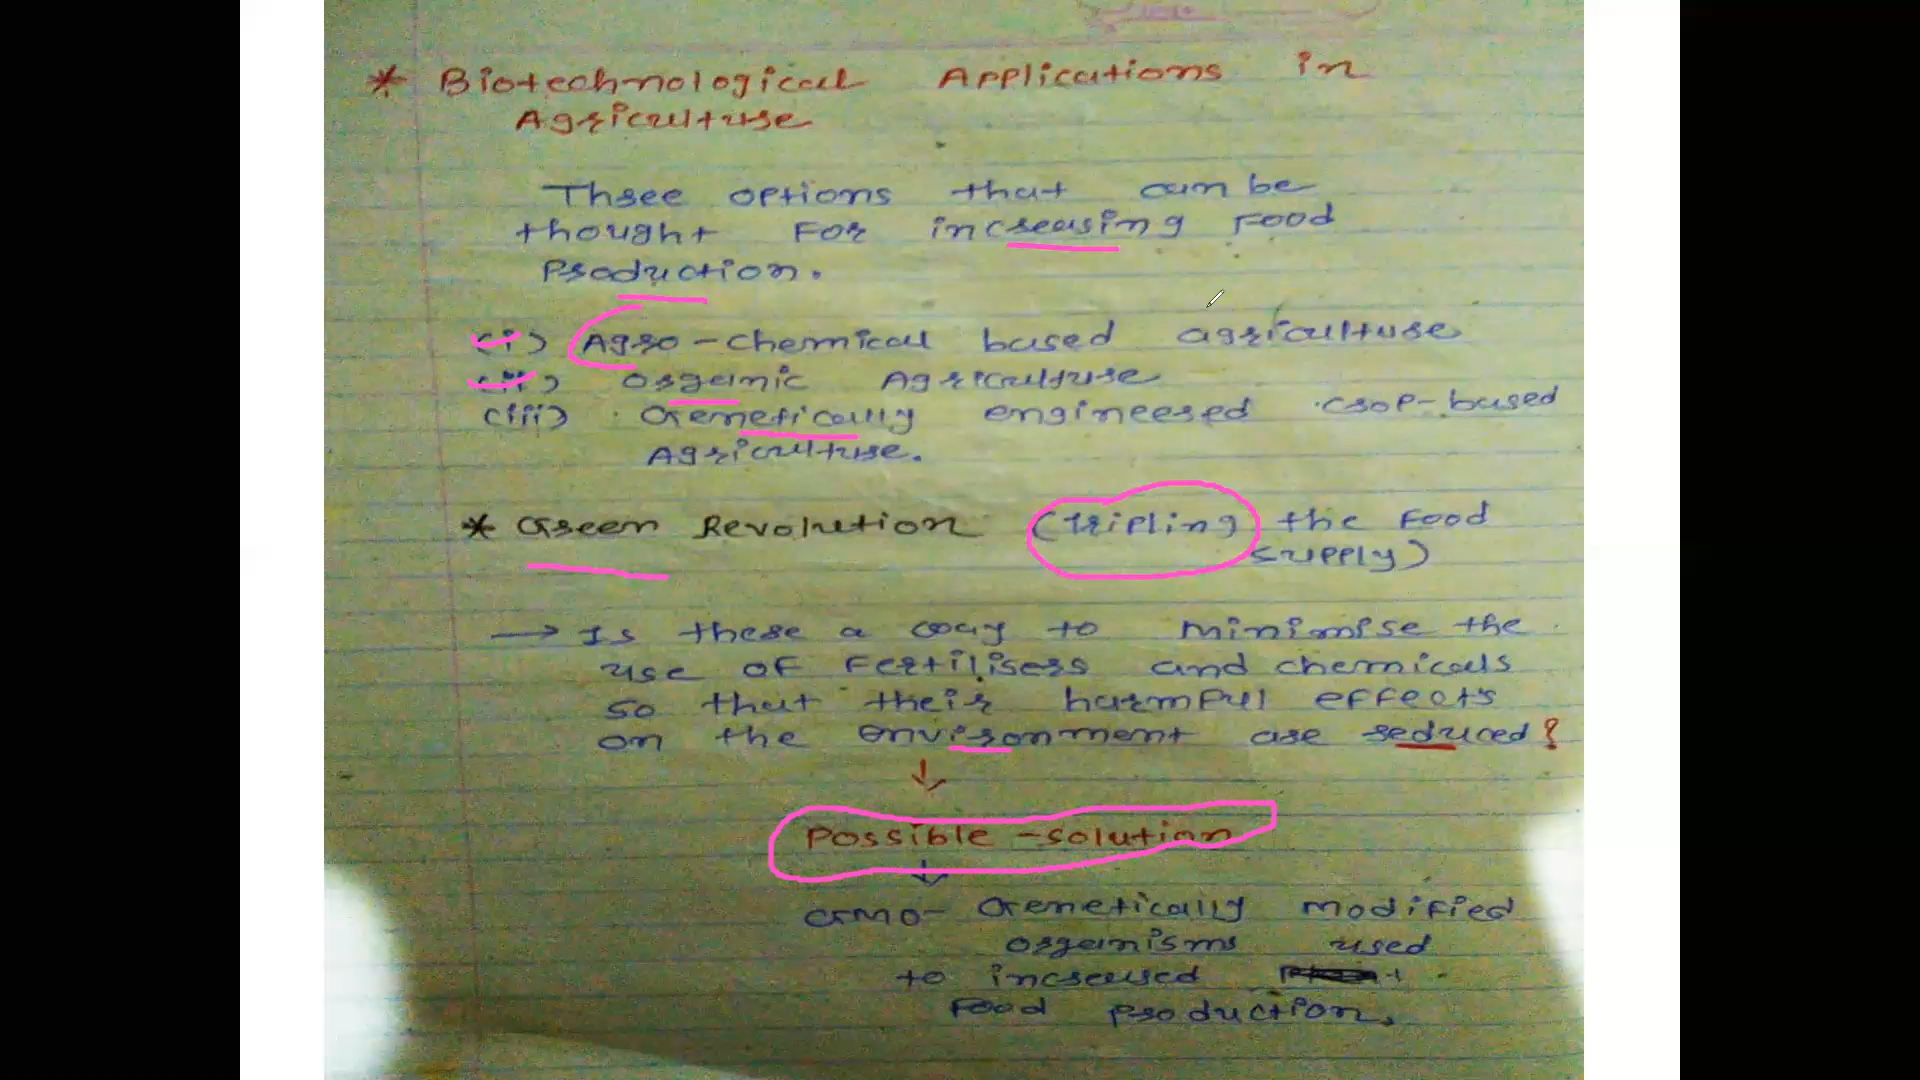 * Biotechnological Applications in
Agriculture
Three options that can be
thought For increasing Food
Production.
(i) Agro-chemical based agriculture
(ii) Organic Agriculture
(iii) Genetically engineered crop-based
Agriculture.
* Green Revolution (tripling the Food
supply)
→ Is there a way to minimise the
use of Fertilisers and chemicals
so that their harmful effects
on the environment are reduced?
↓
Possible -solution
↓
GMO- Genetically Modified
organisms used
to increased
Food production.